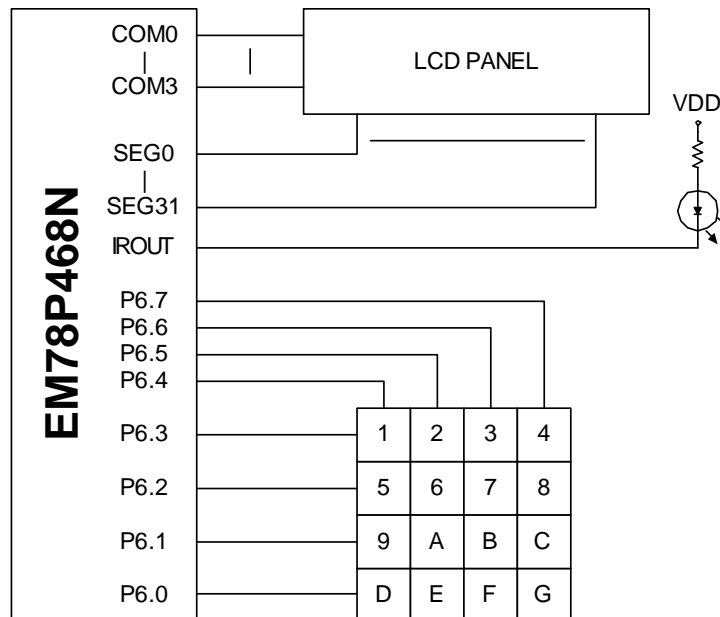 EM78P468N
COM0
COM3
SEG0
SEG31
IROUT
P6.7
P6.6
P6.5
P6.4
P6.3
P6.2
P6.1
P6.0
LCD PANEL
VDD
1 2 3 4
5 6 7 8
9 A B C
D E F G